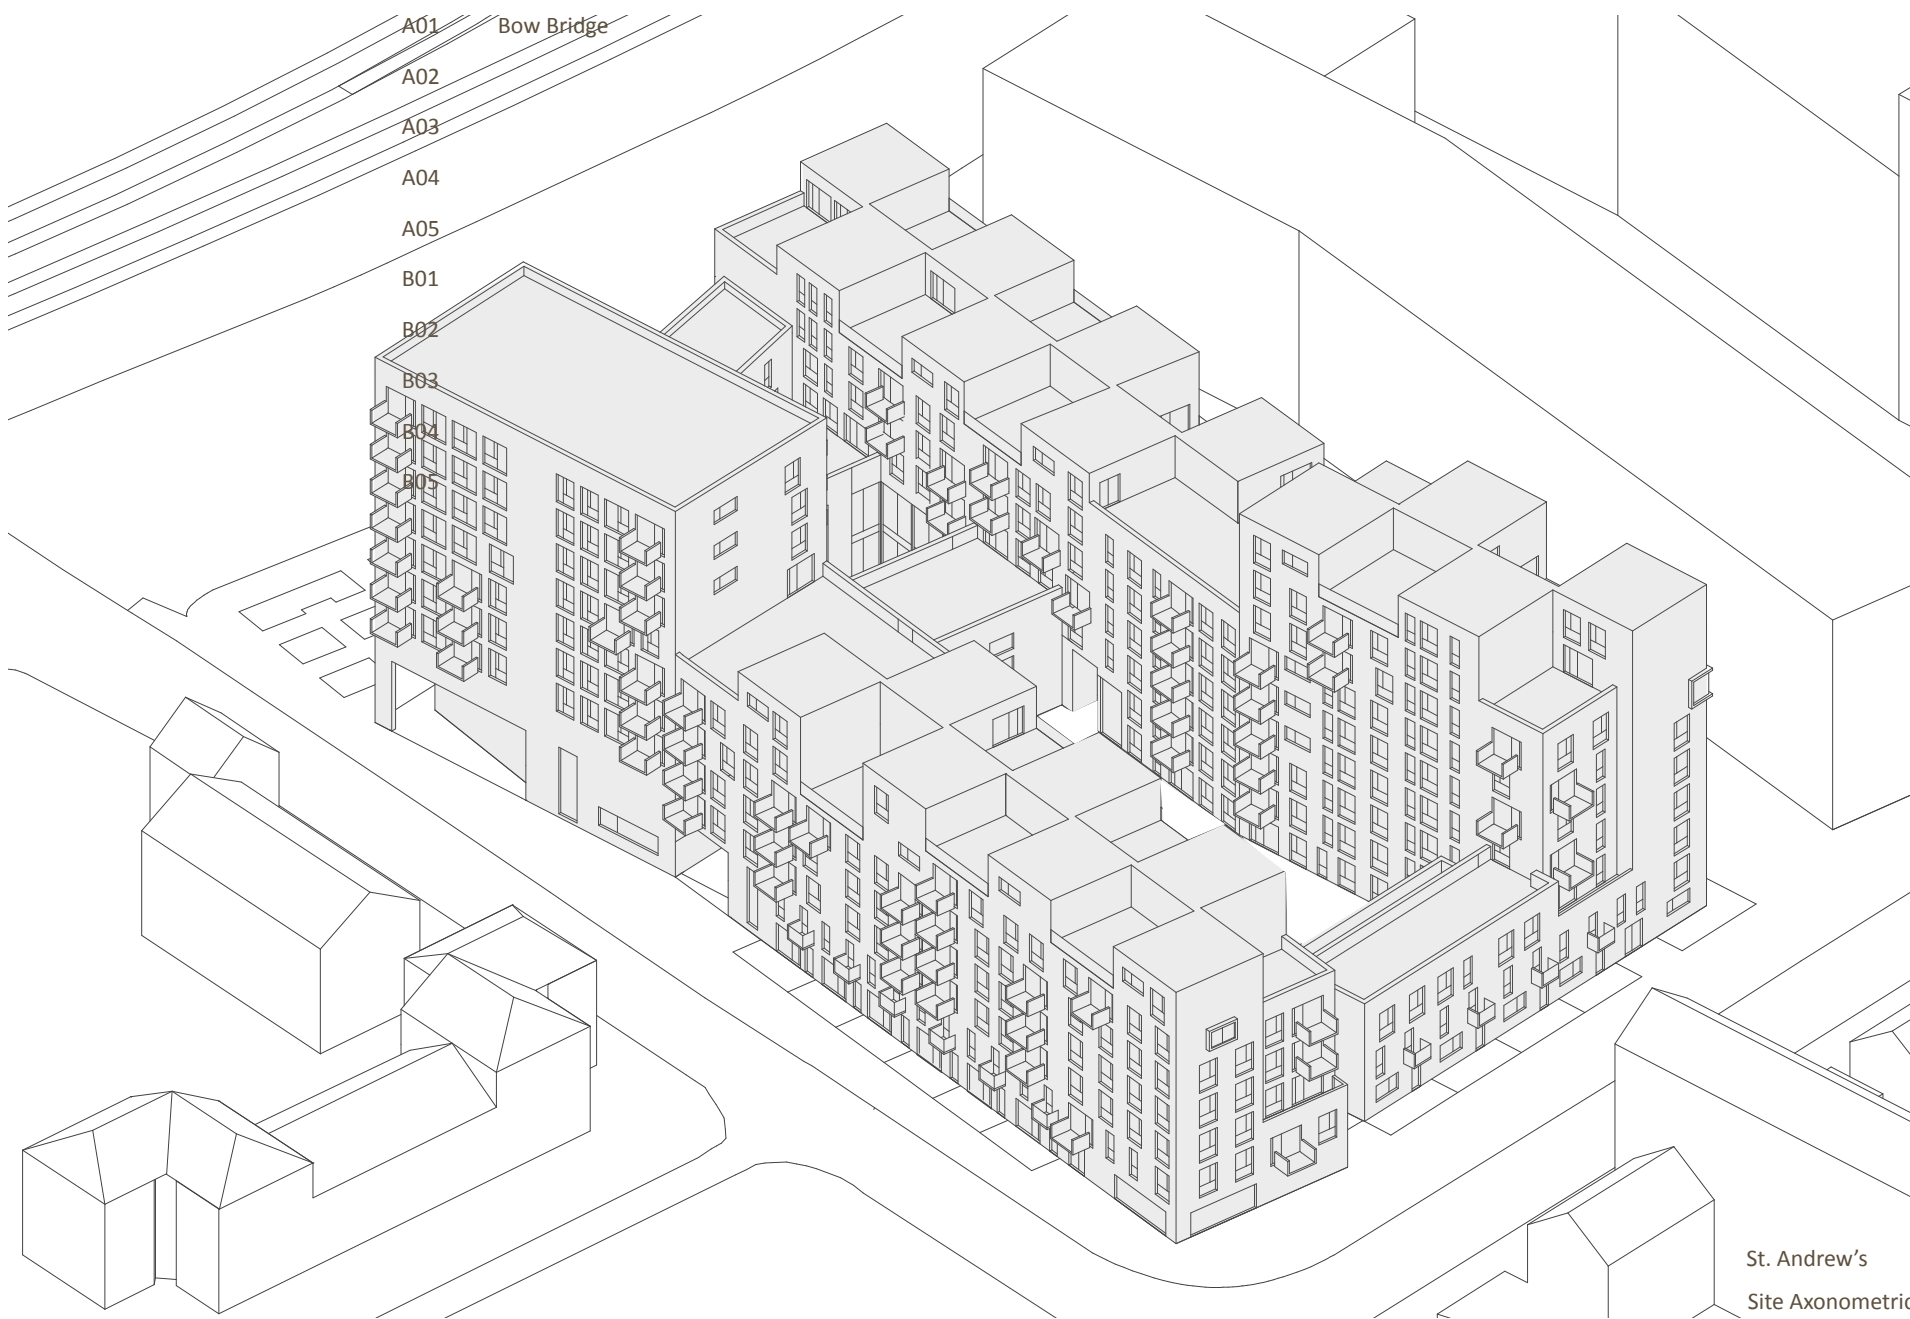 A01 Bow Bridge
A02
A03
A04
A05
B01
B02
B03
B04
B05
St. Andrew's
Site Axonometric